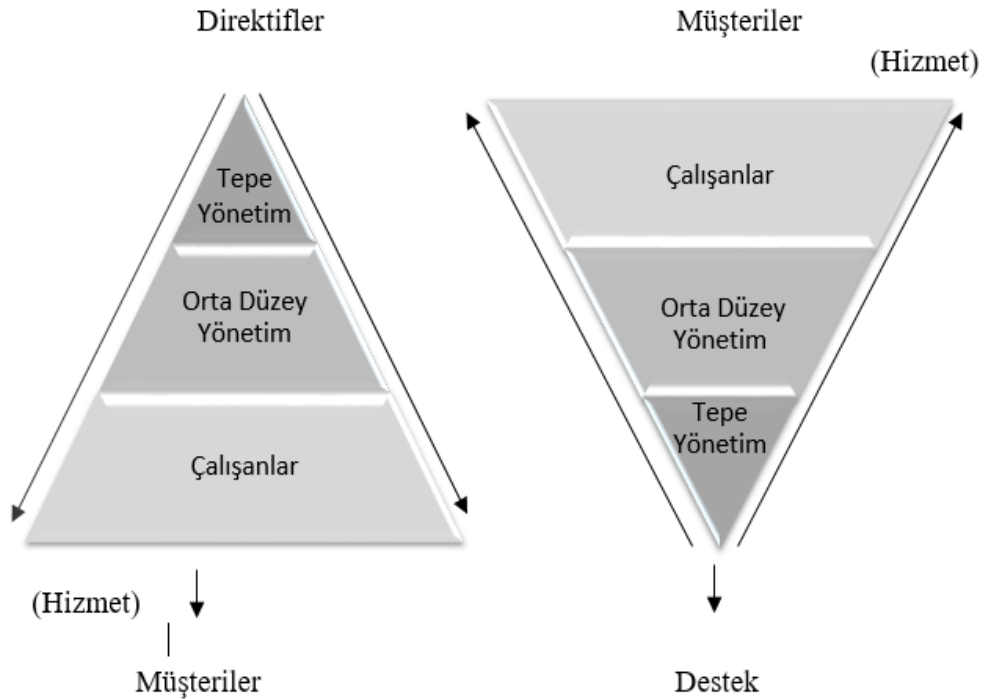 Direktifler
Tepe
Yönetim
Orta Düzey
Yönetim
Çalışanlar
(Hizmet)
Müşteriler
Müşteriler
(Hizmet)
Çalışanlar
Orta Düzey
Yönetim
Tepe
Yönetim
Destek